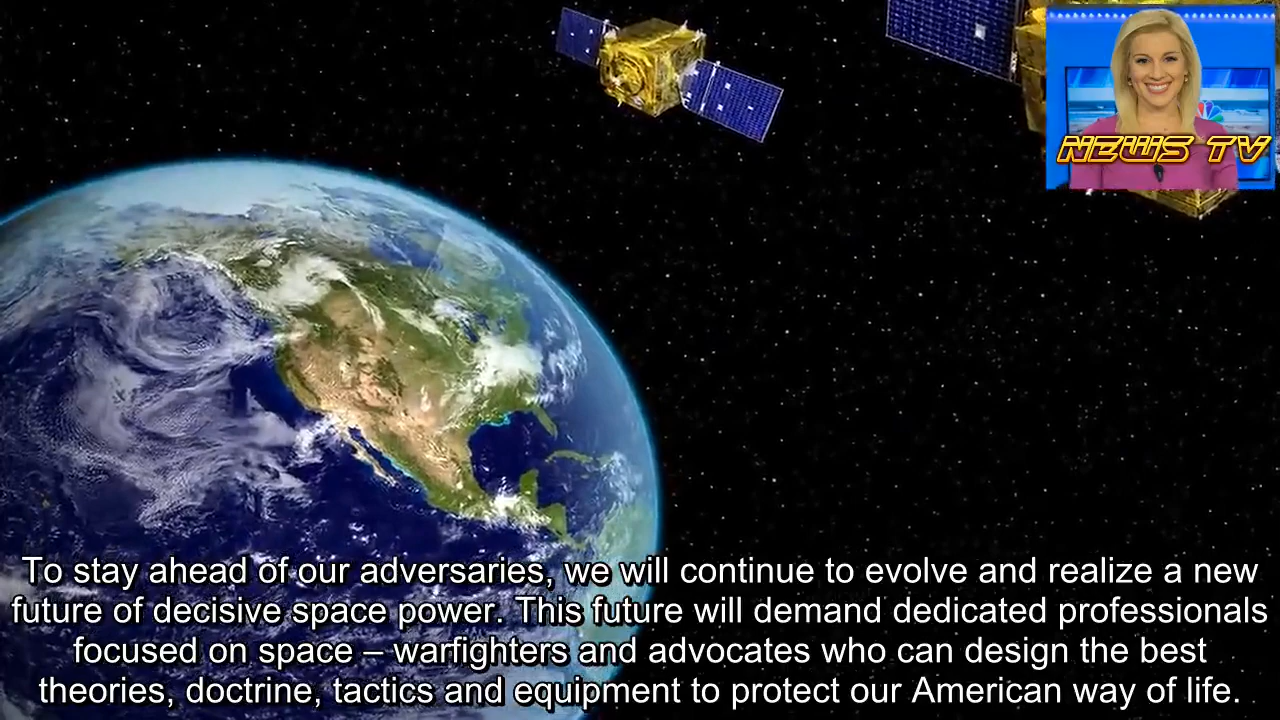 NEWS TV
To stay ahead of our adversaries, we will continue to evolve and realize a new
future of decisive space power. This future will demand dedicated professionals
focused on space – warfighters and advocates who can design the best
theories, doctrine, tactics and equipment to protect our American way of life.